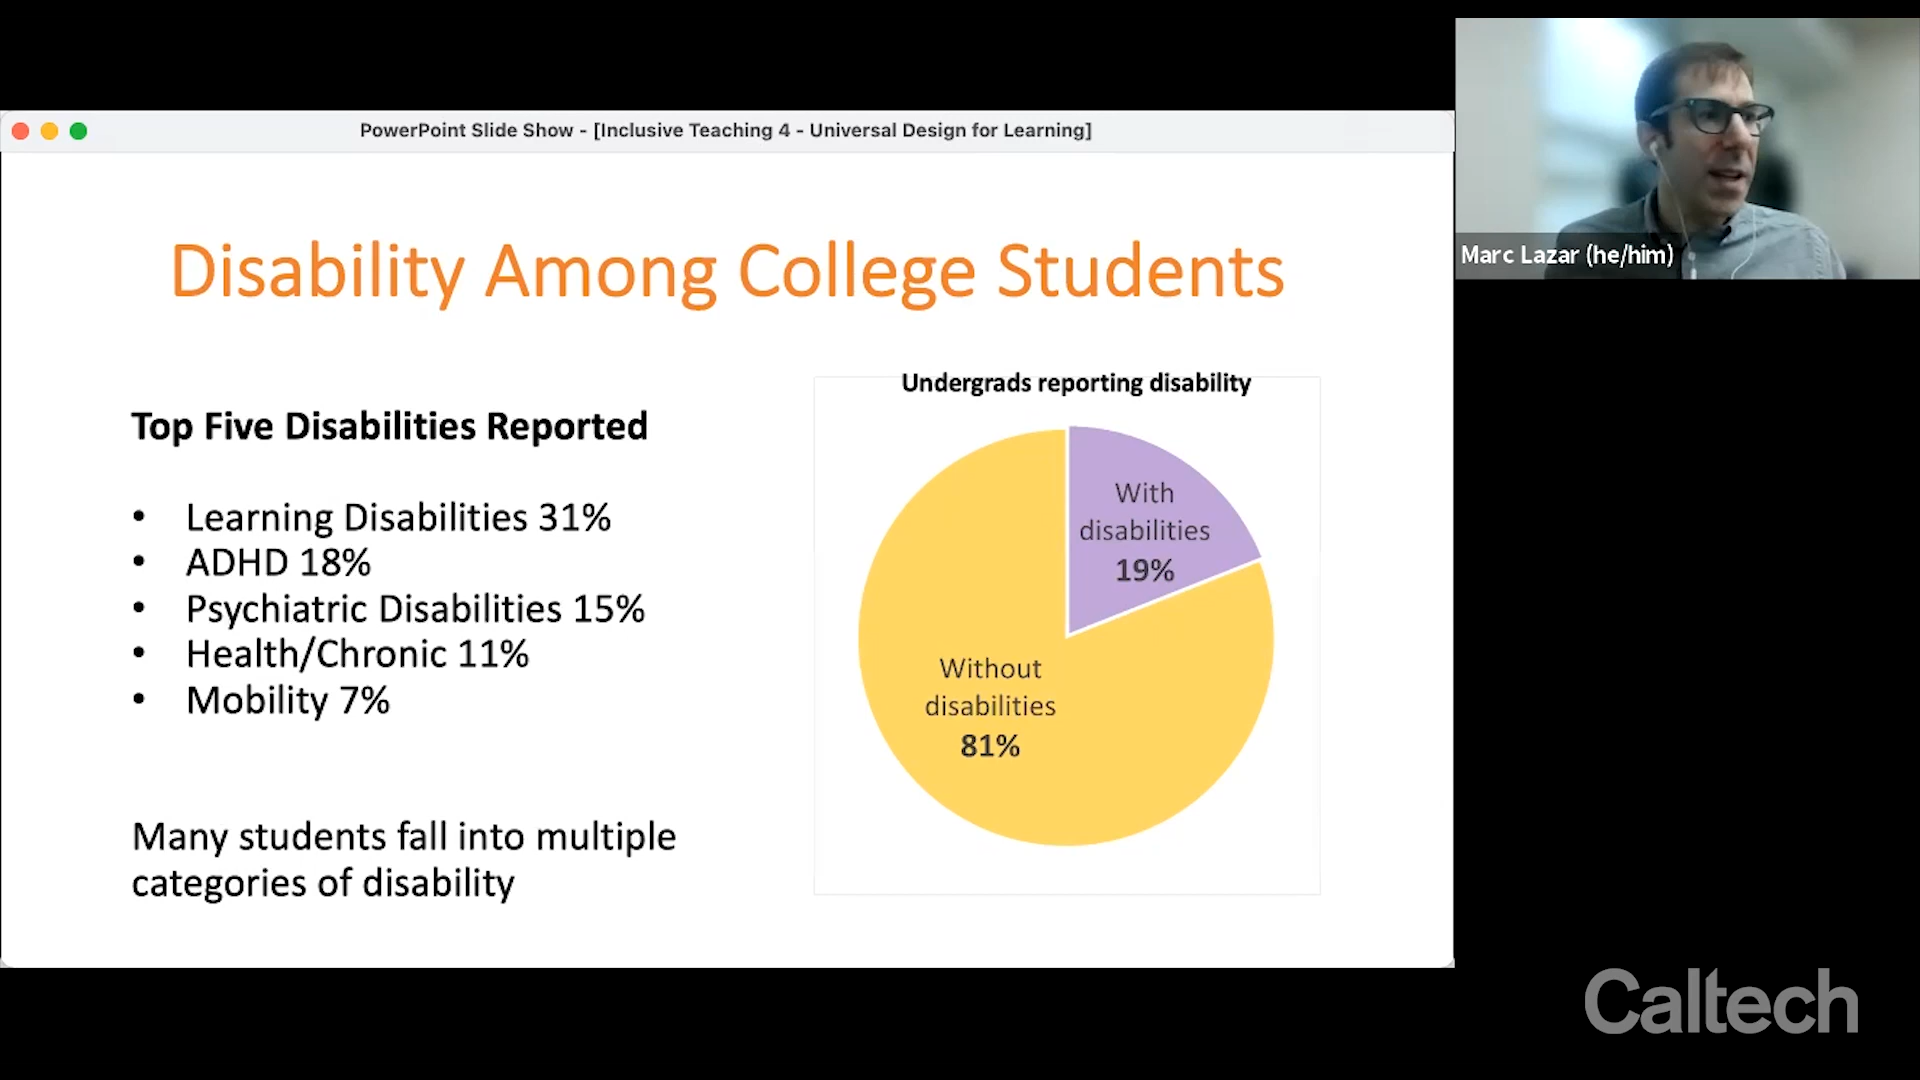 PowerPoint Slide Show - [Inclusive Teaching 4 - Universal Design for Learning]
Disability Among College Students
Top Five Disabilities Reported
• Learning Disabilities 31%
• ADHD 18%
• Psychiatric Disabilities 15%
• Health/Chronic 11%
• Mobility 7%
Many students fall into multiple
categories of disability
Undergrads reporting disability
With
disabilities
19%
Without
disabilities
81%
Marc Lazar (he/him)
Caltech